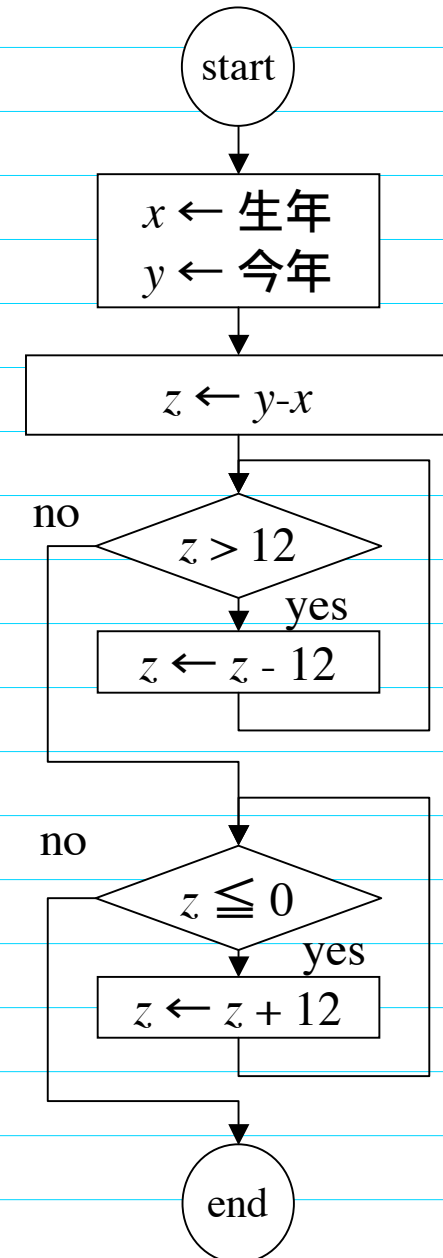 start
x ← 生年
y ← 今年
z ← y-x
no
z > 12
yes
z ← z - 12
no
z ≦ 0
yes
z ← z + 12
end